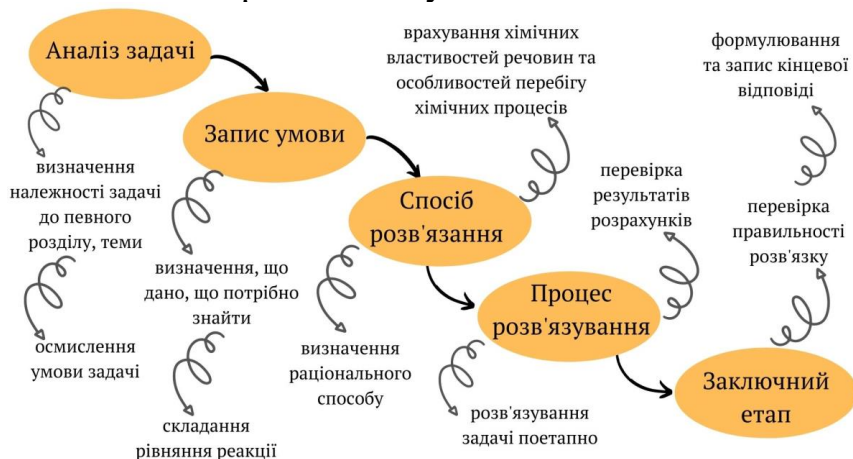 Аналіз задачі
визначення
належності задачі
до певного
розділу, теми
осмислення
умови задачі
Запис умови
визначення, що
дано, що потрібно
знайти
складання
рівняння реакції
врахування хімічних
властивостей речовин та
особливостей перебігу
хімічних процесів
Спосіб
розв'язання
визначення
раціонального
способу
перевірка
результатів
розрахунків
Процес
розв'язування
розв'язування
задачі поетапно
формулювання
та запис кінцевої
відповіді
перевірка
правильності
розв'язку
Заключний
етап